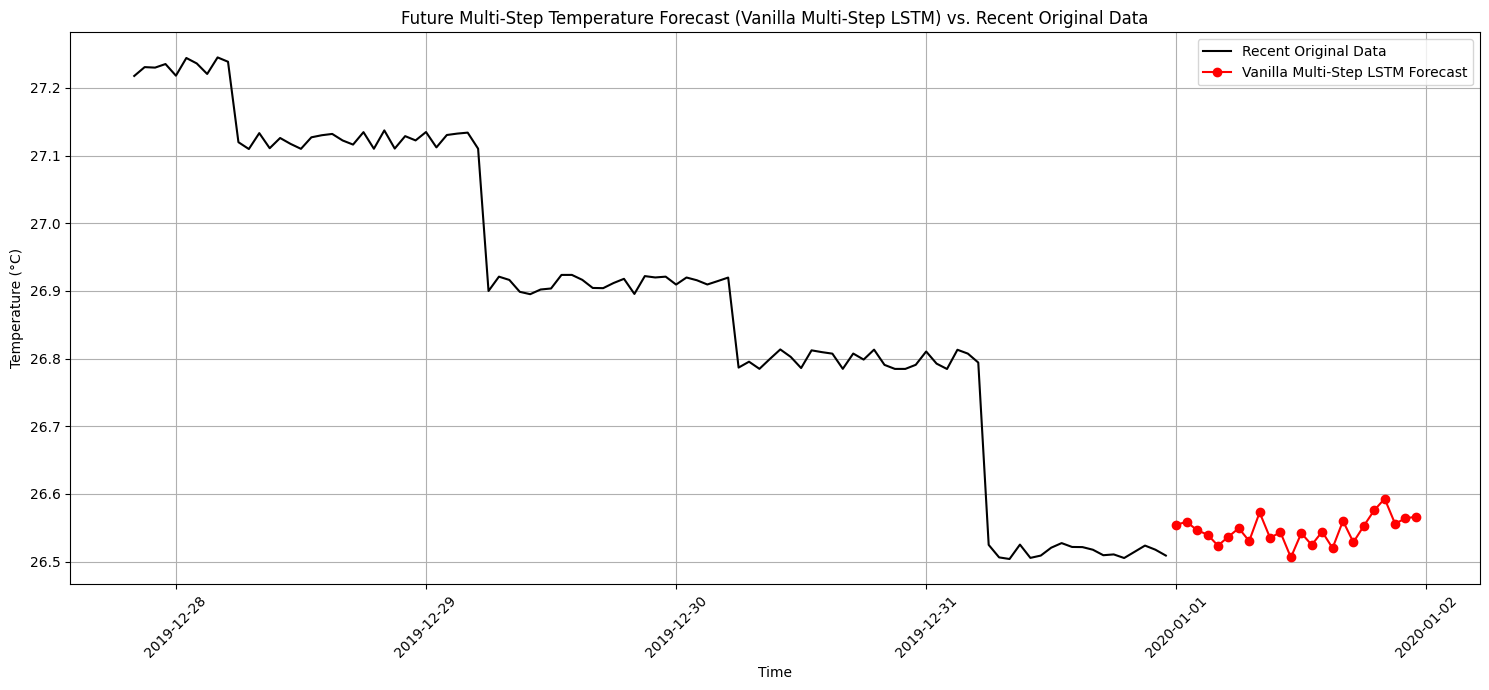 Future Multi-Step Temperature Forecast (Vanilla Multi-Step LSTM) vs. Recent Original Data
Recent Original Data
Vanilla Multi-Step LSTM Forecast
Temperature (°C)
27.2
27.1
27.0
26.9
26.8
26.7
26.6
26.5
2019-12-28
2019-12-29
2019-12-30
2019-12-31
2020-01-01
2020-01-02
Time